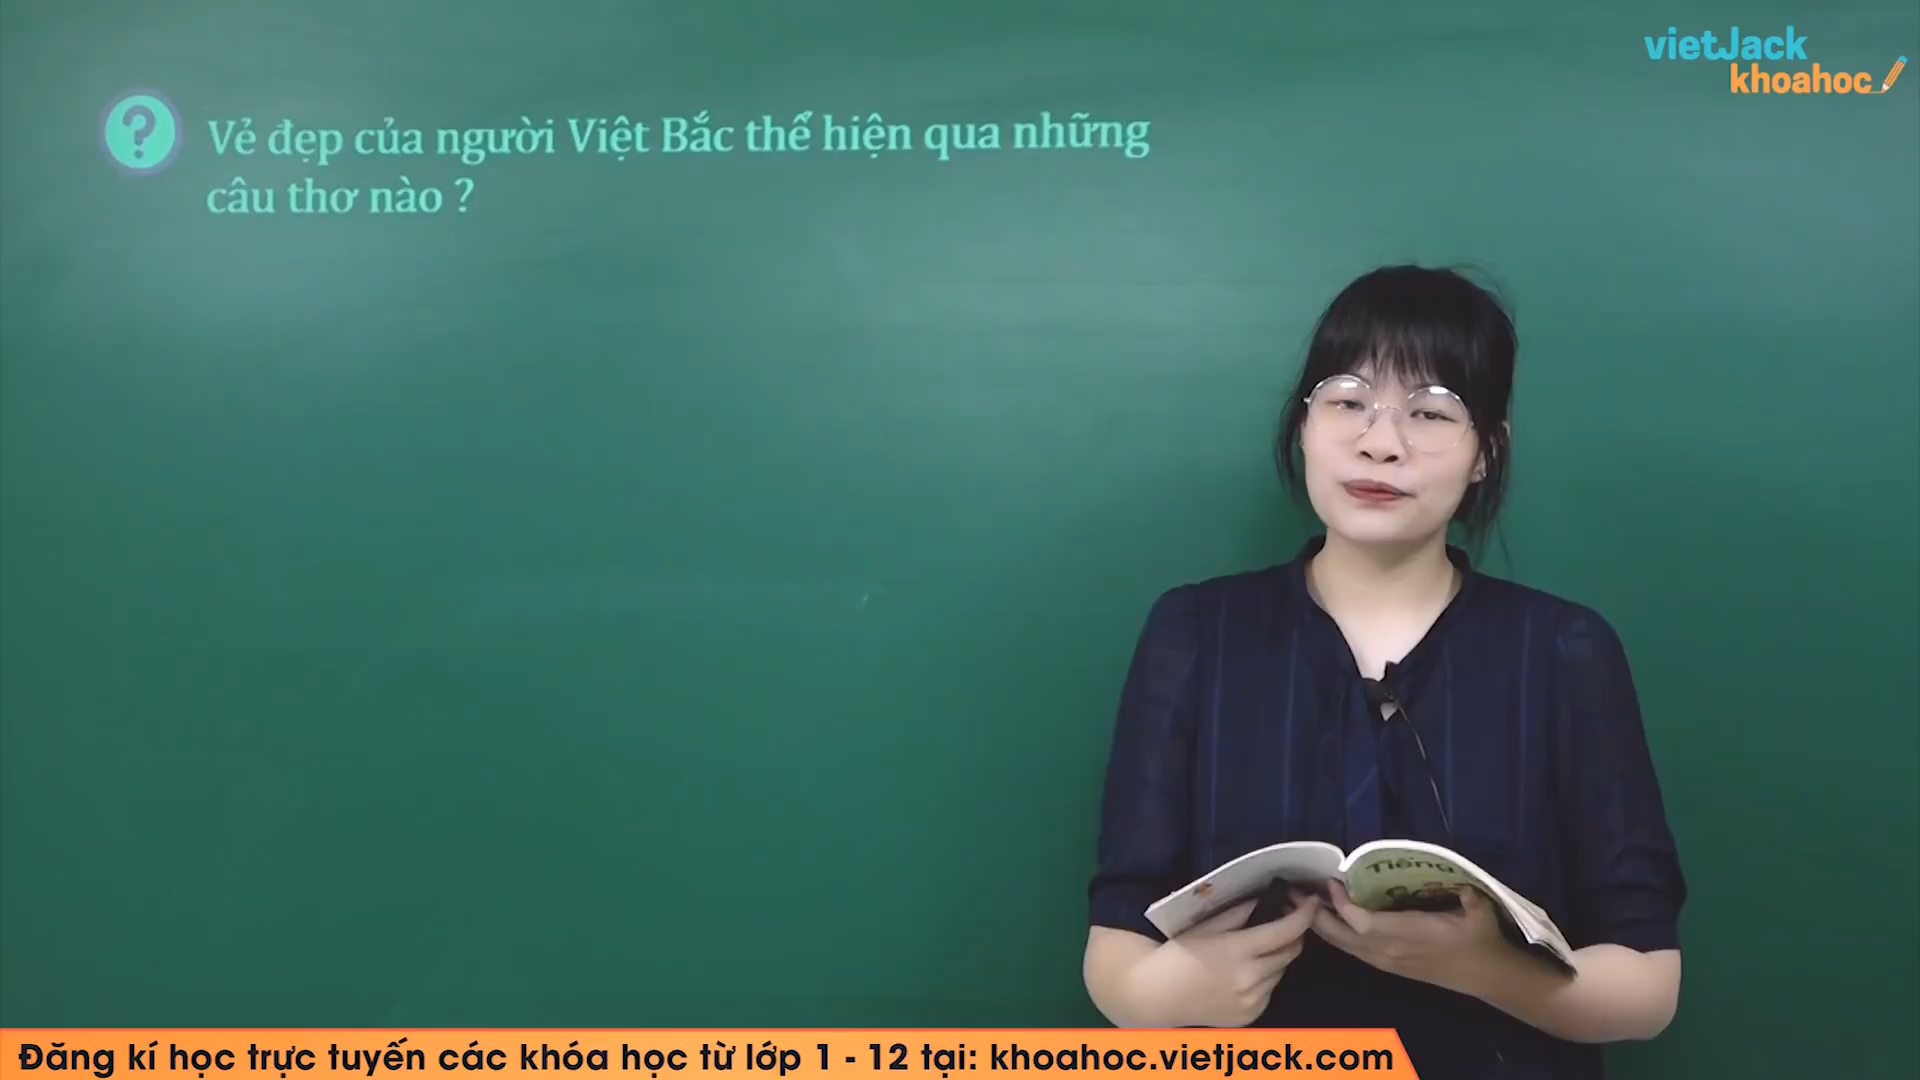 vietJack
khoahoc
?
Vẻ đẹp của người Việt Bắc thể hiện qua những
câu thơ nào ?
Tiếng
Đăng kí học trực tuyến các khóa học từ lớp 1 - 12 tại: khoahoc.vietjack.com